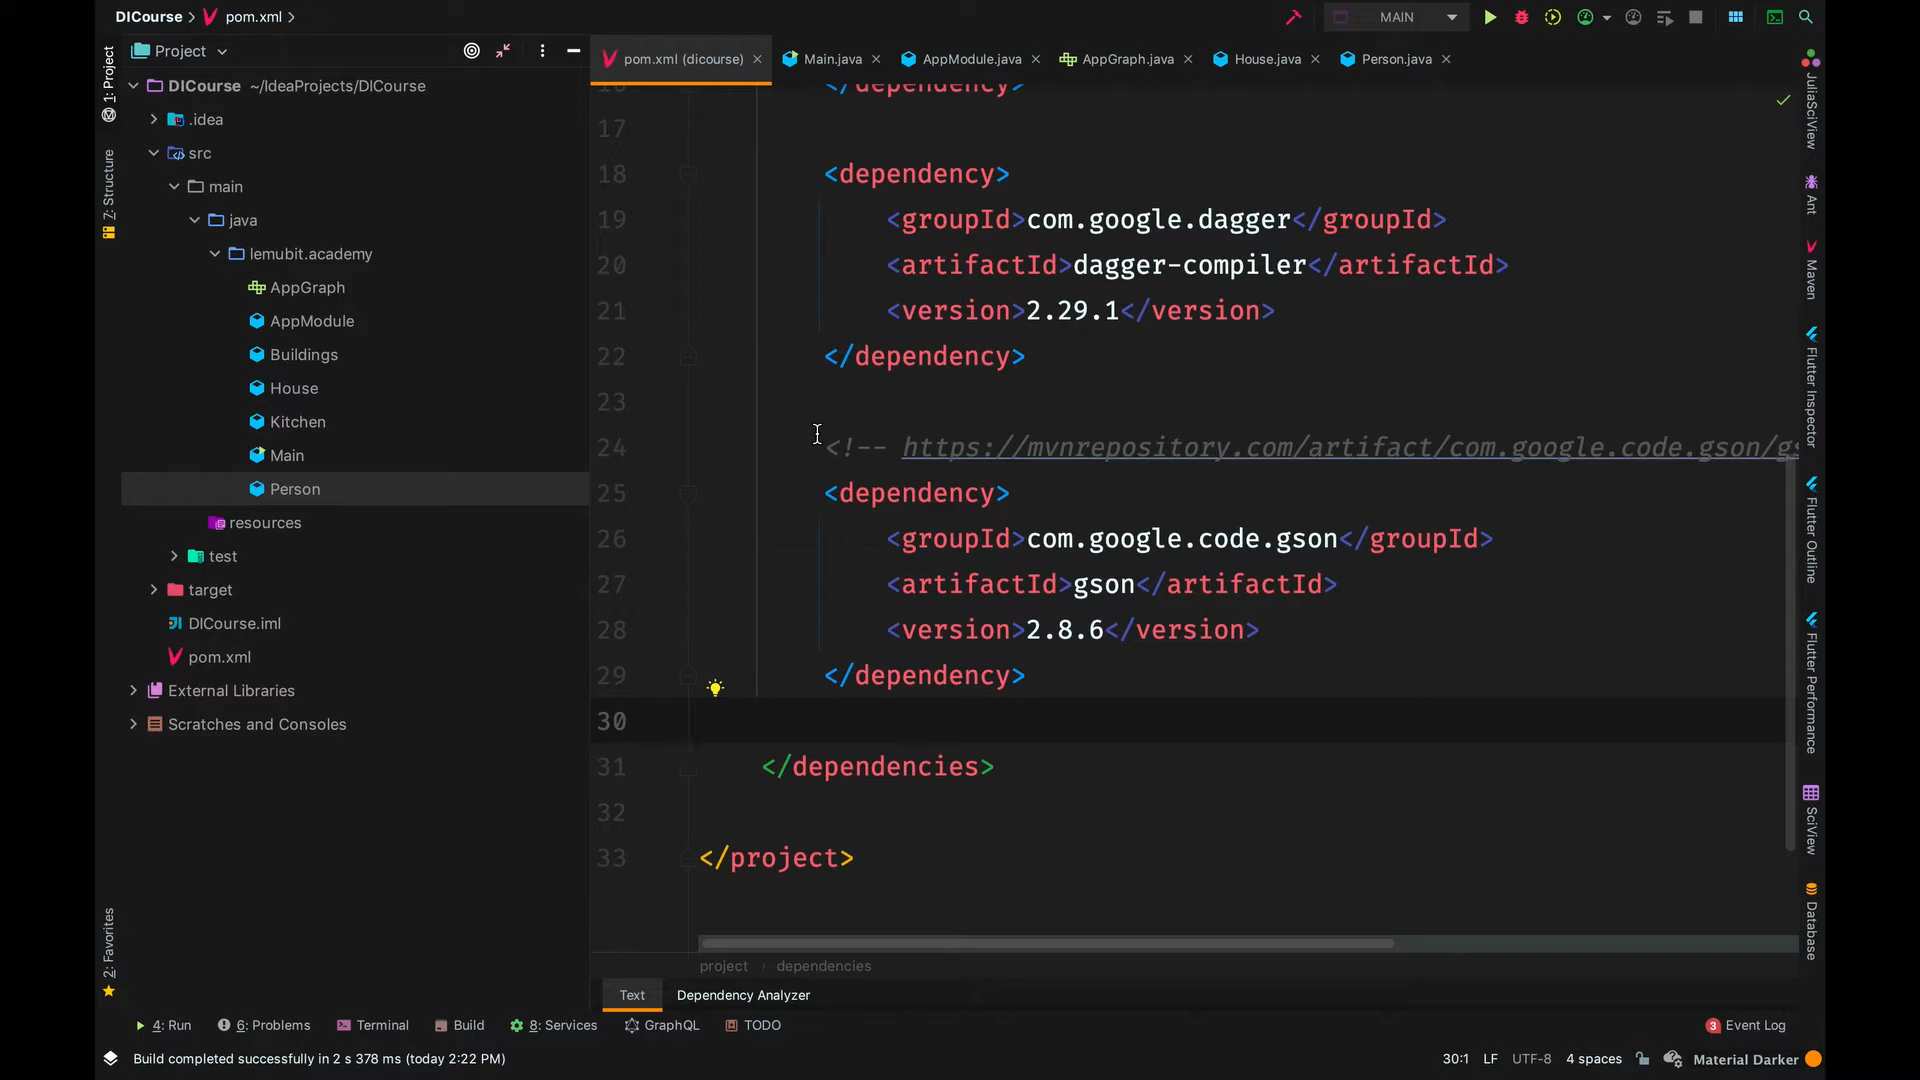 DICourse pom.xml
MAIN
Project
pom.xml (dicourse) Main.java AppModule.java AppGraph.java House.java Person.java
1: Project
7: Structure
2: Favorites
DICourse ~/IdeaProjects/DICourse
.idea
src
main
java
lemubit.academy
AppGraph
AppModule
Buildings
House
Kitchen
Main
Person
resources
test
target
DICourse.iml
pom.xml
External Libraries
Scratches and Consoles
16 </dependency>
17
18 <dependency>
19 <groupId>com.google.dagger</groupId>
20 <artifactId>dagger-compiler</artifactId>
21 <version>2.29.1</version>
22 </dependency>
23
24 <!-- https://mvnrepository.com/artifact/com.google.code.gson/gs
25 <dependency>
26 <groupId>com.google.code.gson</groupId>
27 <artifactId>gson</artifactId>
28 <version>2.8.6</version>
29 </dependency>
30
31 </dependencies>
32
33 </project>
project dependencies
Text Dependency Analyzer
JuliaSciView
Ant
Maven
Flutter Inspector
Flutter Outline
Flutter Performance
SciView
Database
4: Run 6: Problems Terminal Build 8: Services GraphQL TODO 3 Event Log
Build completed successfully in 2 s 378 ms (today 2:22 PM) 30:1 LF UTF-8 4 spaces Material Darker